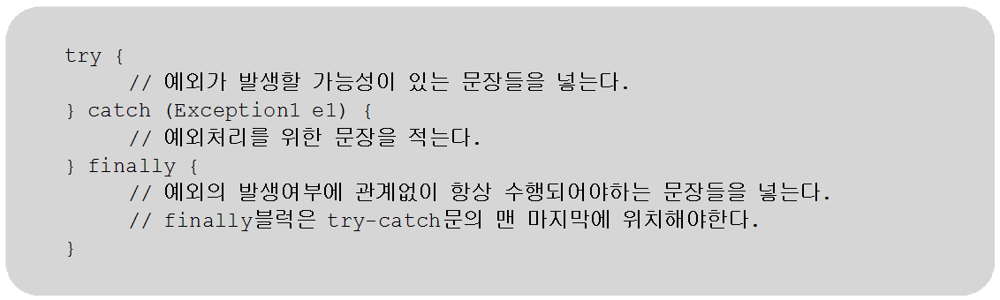 try {
// 예외가 발생할 가능성이 있는 문장들을 넣는다.
} catch (Exception1 e1) {
// 예외처리를 위한 문장을 적는다.
} finally {
// 예외의 발생여부에 관계없이 항상 수행되어야하는 문장들을 넣는다.
// finally블럭은 try-catch문의 맨 마지막에 위치해야한다.
}